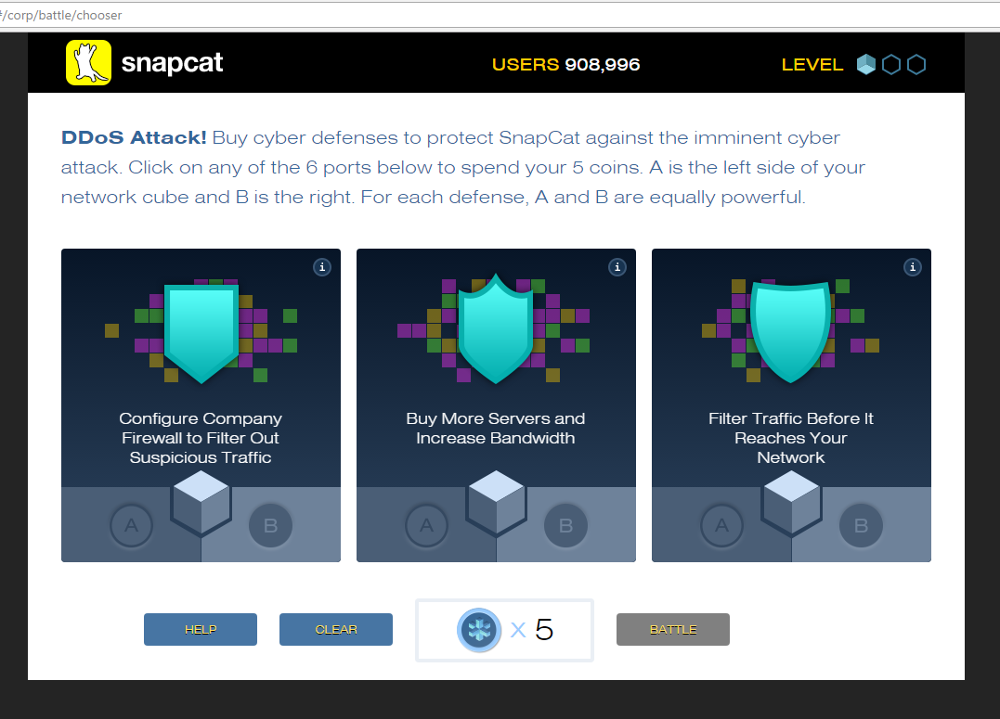 /corp/battle/chooser
snapcat
USERS 908,996
LEVEL
DDoS Attack! Buy cyber defenses to protect SnapCat against the imminent cyber
attack. Click on any of the 6 ports below to spend your 5 coins. A is the left side of your
network cube and B is the right. For each defense, A and B are equally powerful.
i
i
i
Configure Company
Firewall to Filter Out
Suspicious Traffic
Buy More Servers and
Increase Bandwidth
Filter Traffic Before It
Reaches Your
Network
A B
A B
A B
HELP
CLEAR
x 5
BATTLE